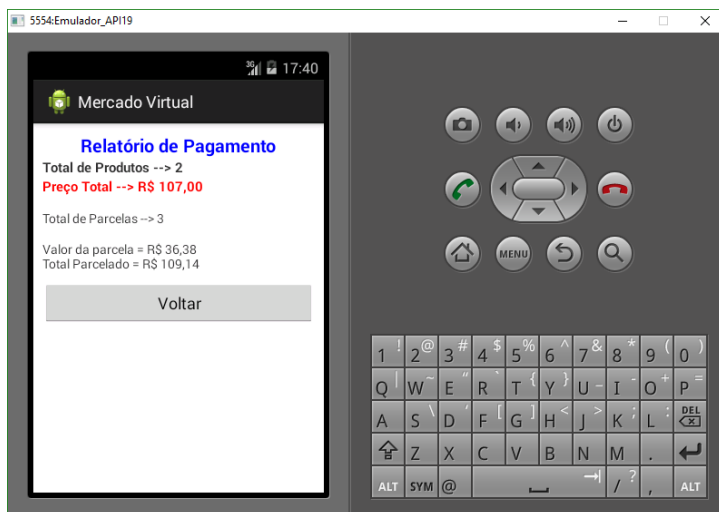 5554:Emulador_API19
3G 17:40
Mercado Virtual
Relatório de Pagamento
Total de Produtos --> 2
Preço Total --> R$ 107,00
Total de Parcelas --> 3
Valor da parcela = R$ 36,38
Total Parcelado = R$ 109,14
Voltar
MENU
1 ! 2 @ 3 # 4 $ 5 % 6 ^ 7 & 8 * 9 ( 0 )
Q | W ~ E " R ` T { Y } U - I - O + P =
A S \ D ' F [ G ] H < J > K ; L : DEL
Z X C V B N M .
ALT SYM @ / ? , ALT